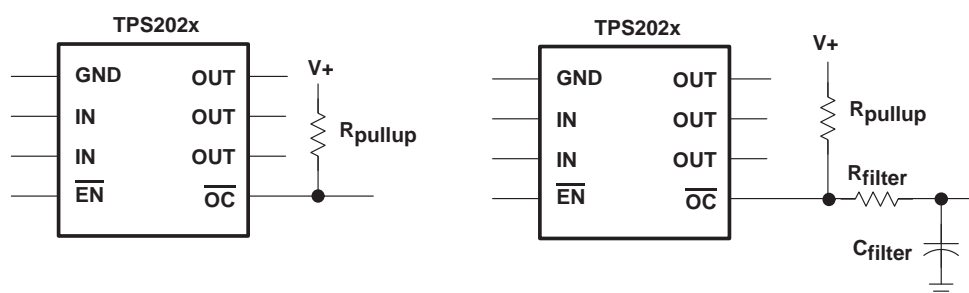 TPS202x
GND OUT
IN OUT
IN OUT
EN OC
V+
Rpullup
TPS202x
GND OUT
IN OUT
IN OUT
EN OC
V+
Rpullup
Rfilter
Cfilter